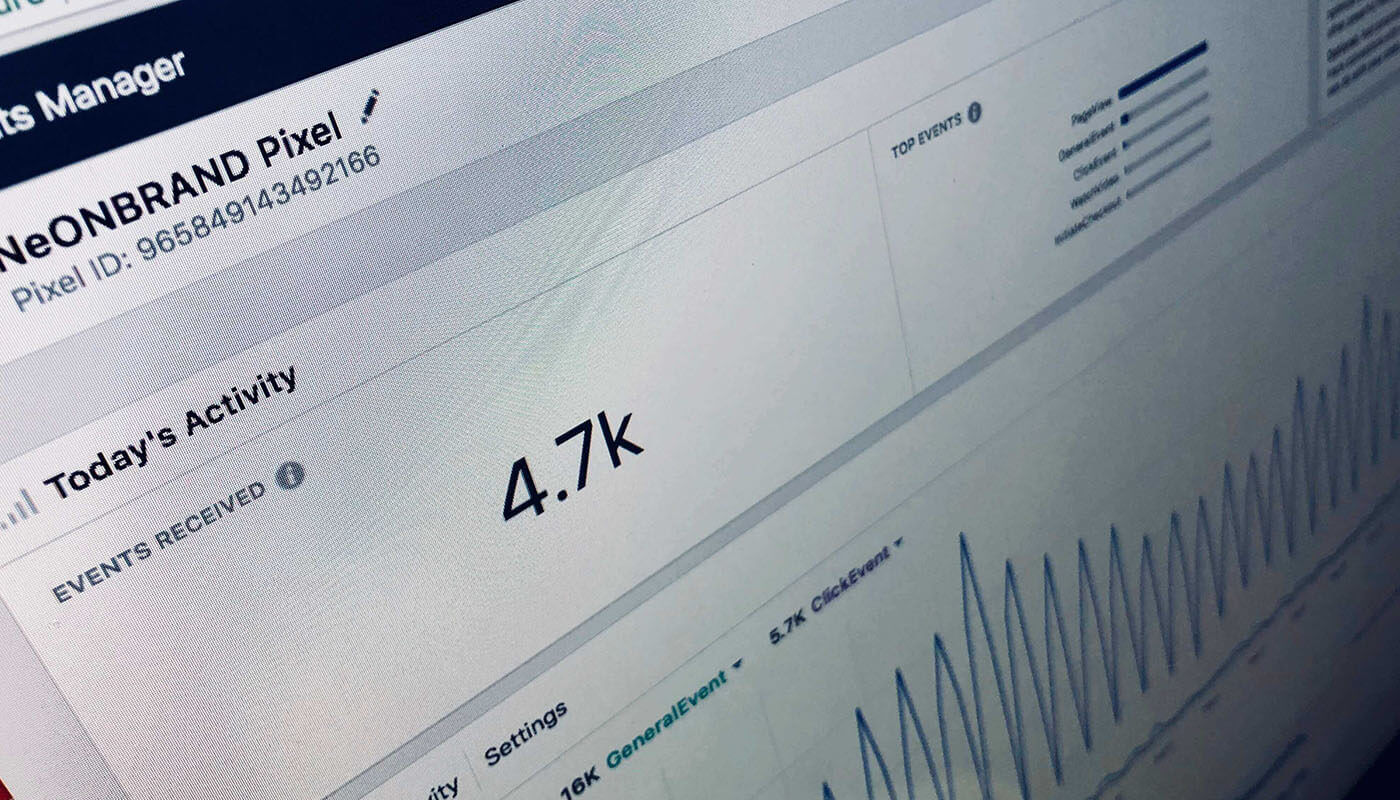 ts Manager
NeONBRAND Pixel
Pixel ID: 965849143492166
Today's Activity
EVENTS RECEIVED
4.7k
TOP EVENTS
PageView
GeneralEvent
ClickEvent
WatchVideo
InitiateCheckout
vity
Settings
16K GeneralEvent
5.7K ClickEvent